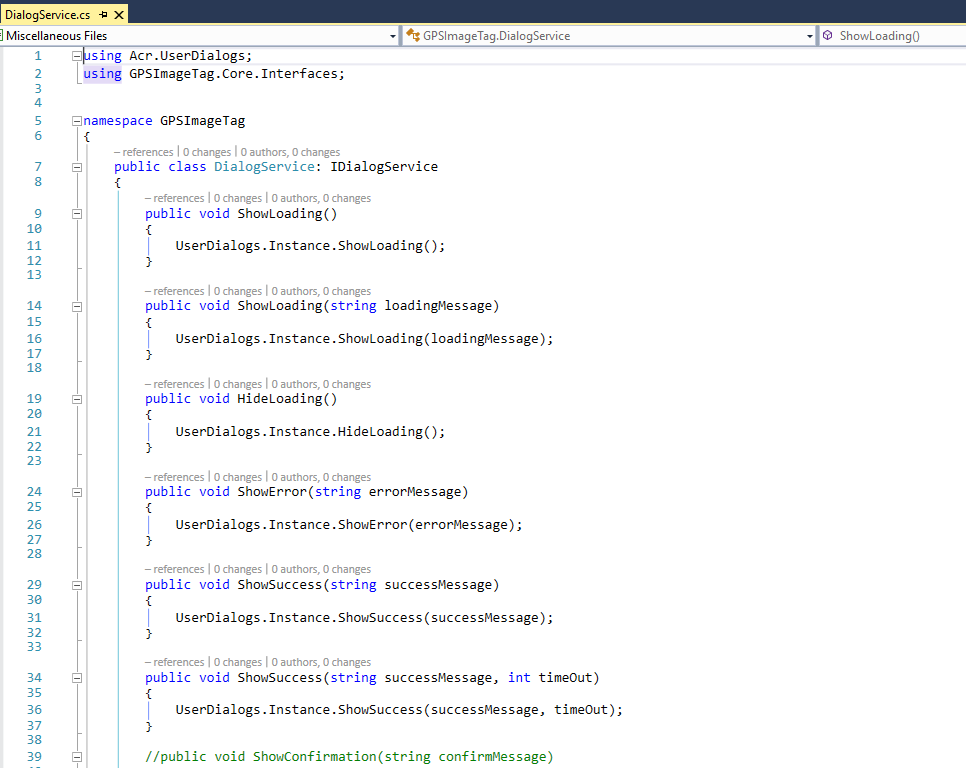 DialogService.cs
Miscellaneous Files GPSImageTag.DialogService ShowLoading()
1 using Acr.UserDialogs;
2 using GPSImageTag.Core.Interfaces;
3
4
5 namespace GPSImageTag
6 {
– references | 0 changes | 0 authors, 0 changes
7 public class DialogService: IDialogService
8 {
– references | 0 changes | 0 authors, 0 changes
9 public void ShowLoading()
10 {
11 UserDialogs.Instance.ShowLoading();
12 }
13
– references | 0 changes | 0 authors, 0 changes
14 public void ShowLoading(string loadingMessage)
15 {
16 UserDialogs.Instance.ShowLoading(loadingMessage);
17 }
18
– references | 0 changes | 0 authors, 0 changes
19 public void HideLoading()
20 {
21 UserDialogs.Instance.HideLoading();
22 }
23
– references | 0 changes | 0 authors, 0 changes
24 public void ShowError(string errorMessage)
25 {
26 UserDialogs.Instance.ShowError(errorMessage);
27 }
28
– references | 0 changes | 0 authors, 0 changes
29 public void ShowSuccess(string successMessage)
30 {
31 UserDialogs.Instance.ShowSuccess(successMessage);
32 }
33
– references | 0 changes | 0 authors, 0 changes
34 public void ShowSuccess(string successMessage, int timeOut)
35 {
36 UserDialogs.Instance.ShowSuccess(successMessage, timeOut);
37 }
38
39 //public void ShowConfirmation(string confirmMessage)